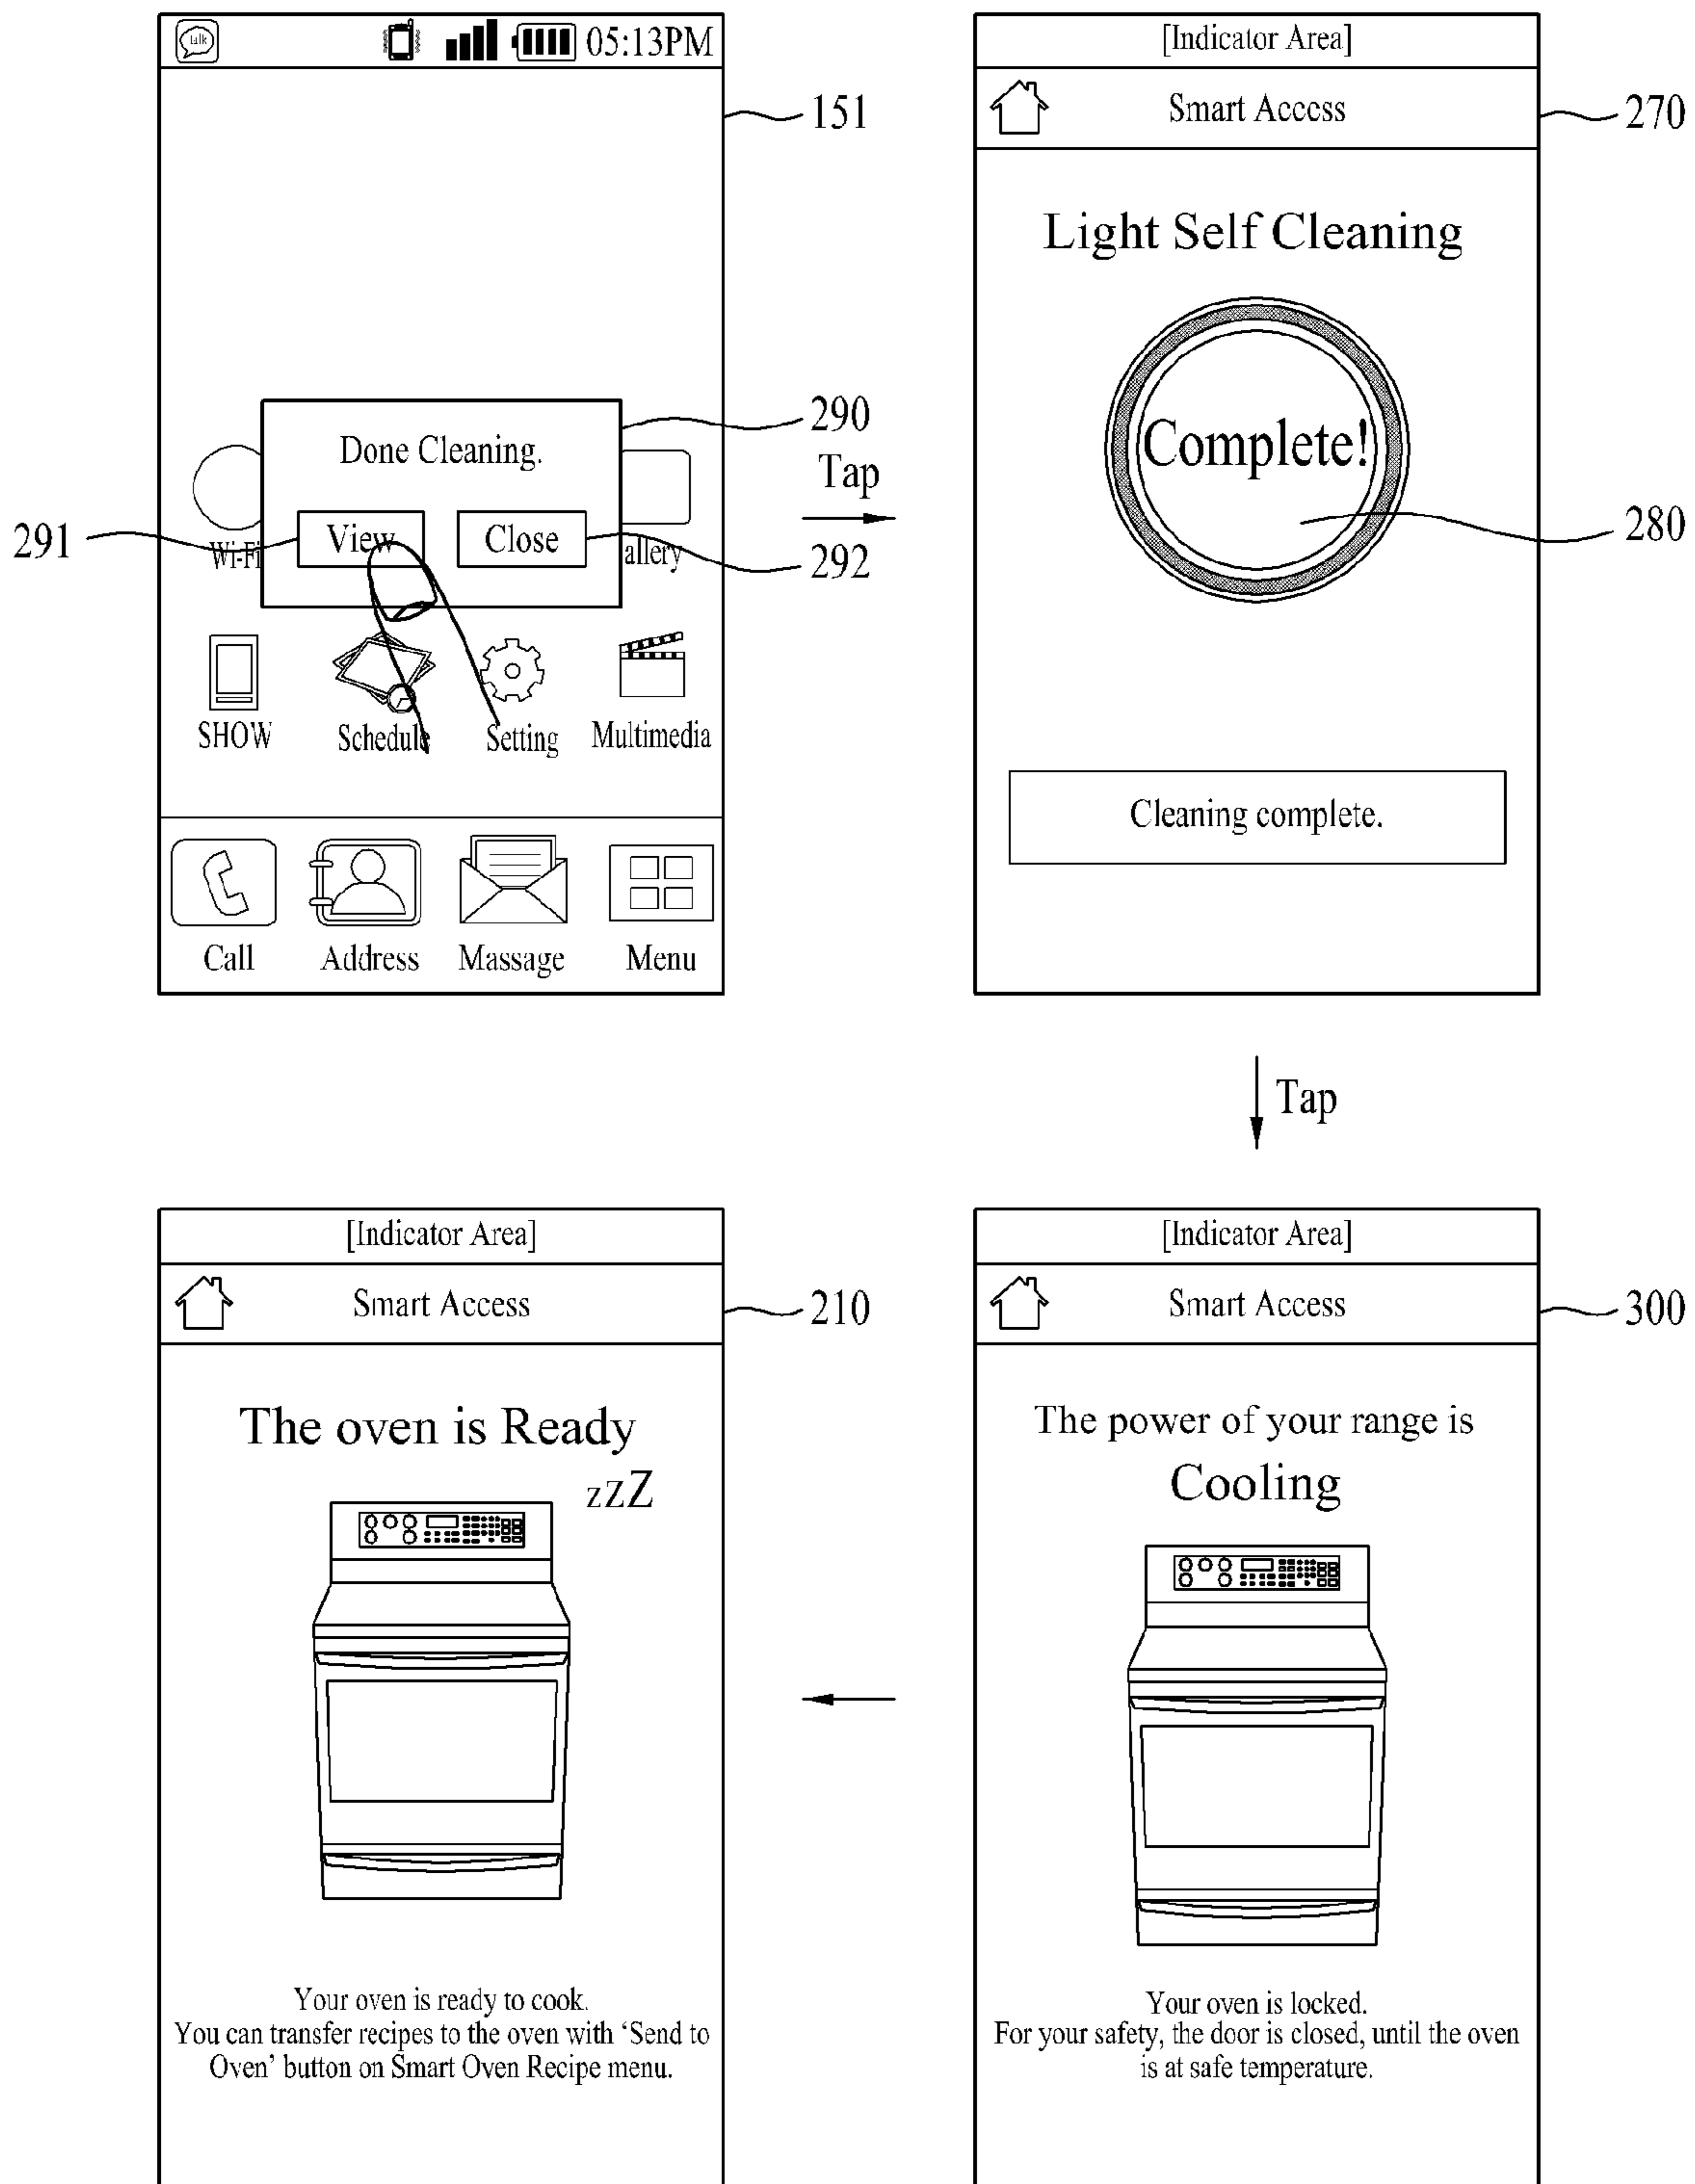 talk
05:13PM
151
Done Cleaning.
View
Close
290
Tap
291
292
Wi-Fi
allery
SHOW
Schedule
Setting
Multimedia
Call
Address
Massage
Menu
[Indicator Area]
Smart Access
270
Light Self Cleaning
Complete!
280
Cleaning complete.
Tap
[Indicator Area]
Smart Access
210
The oven is Ready
zzZ
Your oven is ready to cook.
You can transfer recipes to the oven with ‘Send to
Oven’ button on Smart Oven Recipe menu.
[Indicator Area]
Smart Access
300
The power of your range is
Cooling
Your oven is locked.
For your safety, the door is closed, until the oven
is at safe temperature.